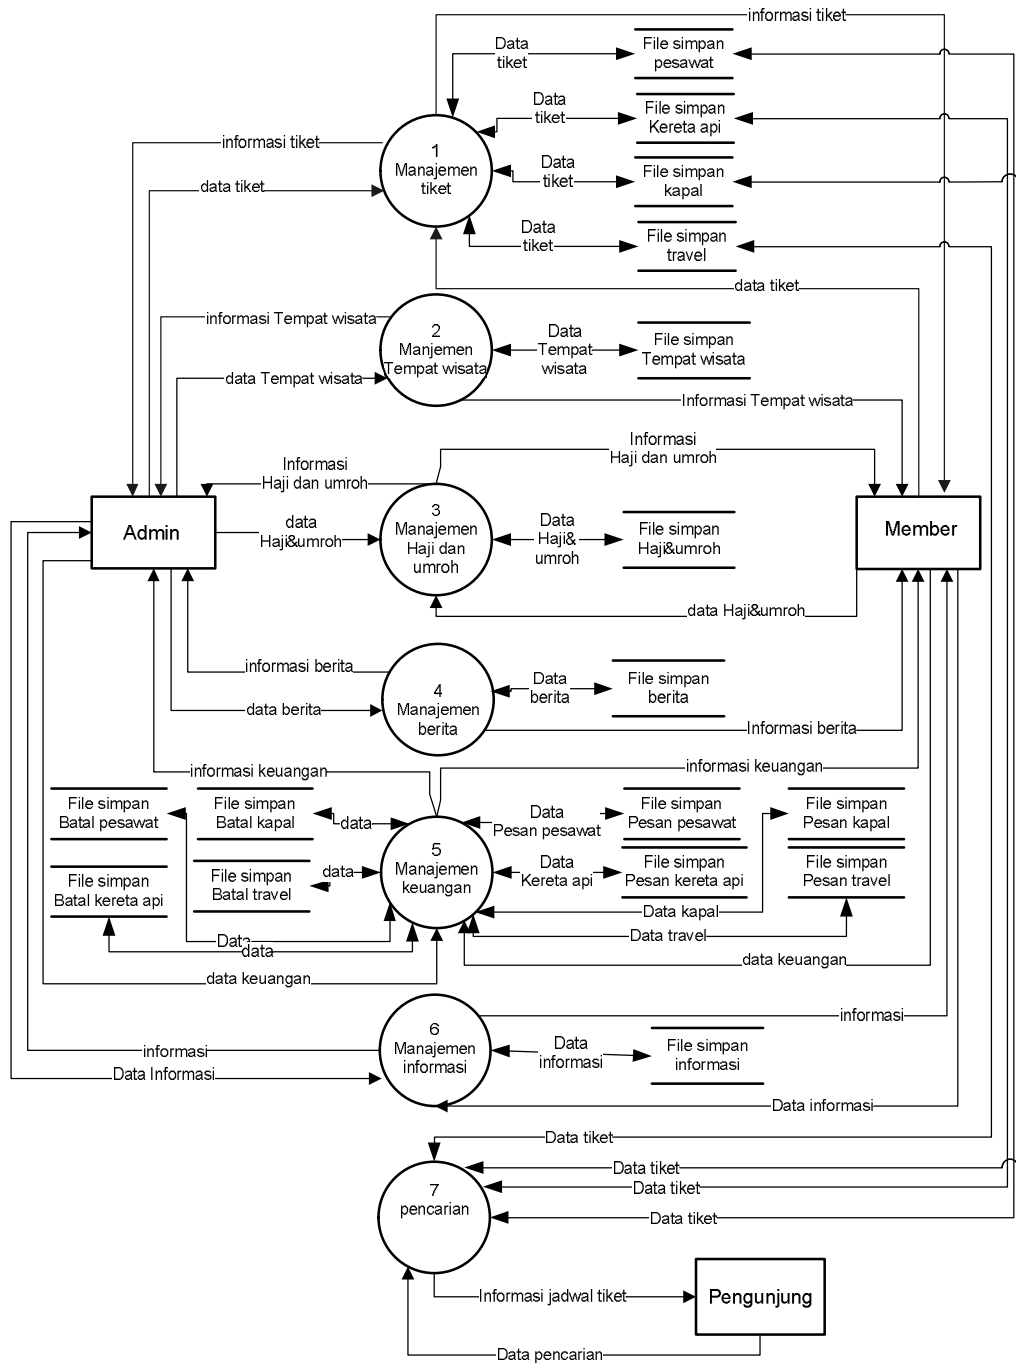 informasi tiket
Data
tiket
File simpan
pesawat
Data
tiket
File simpan
Kereta api
informasi tiket
1
Manajemen
tiket
Data
tiket
File simpan
kapal
data tiket
Data
tiket
File simpan
travel
data tiket
informasi Tempat wisata
2
Manjemen
Tempat wisata
Data
Tempat
wisata
File simpan
Tempat wisata
data Tempat wisata
Informasi Tempat wisata
Informasi
Haji dan umroh
Informasi
Haji dan umroh
Admin
data
Haji&umroh
3
Manajemen
Haji dan
umroh
Data
Haji&
umroh
File simpan
Haji&umroh
Member
data Haji&umroh
informasi berita
4
Manajemen
berita
Data
berita
File simpan
berita
data berita
Informasi berita
informasi keuangan
informasi keuangan
File simpan
Batal pesawat
File simpan
Batal kapal
data
Data
Pesan pesawat
File simpan
Pesan pesawat
File simpan
Pesan kapal
5
Manajemen
keuangan
File simpan
Batal kereta api
File simpan
Batal travel
data
Data
Kereta api
File simpan
Pesan kereta api
File simpan
Pesan travel
Data kapal
Data
data
Data travel
data keuangan
data keuangan
informasi
6
Manajemen
informasi
Data
informasi
File simpan
informasi
informasi
Data Informasi
Data informasi
Data tiket
Data tiket
Data tiket
7
pencarian
Data tiket
Informasi jadwal tiket
Pengunjung
Data pencarian